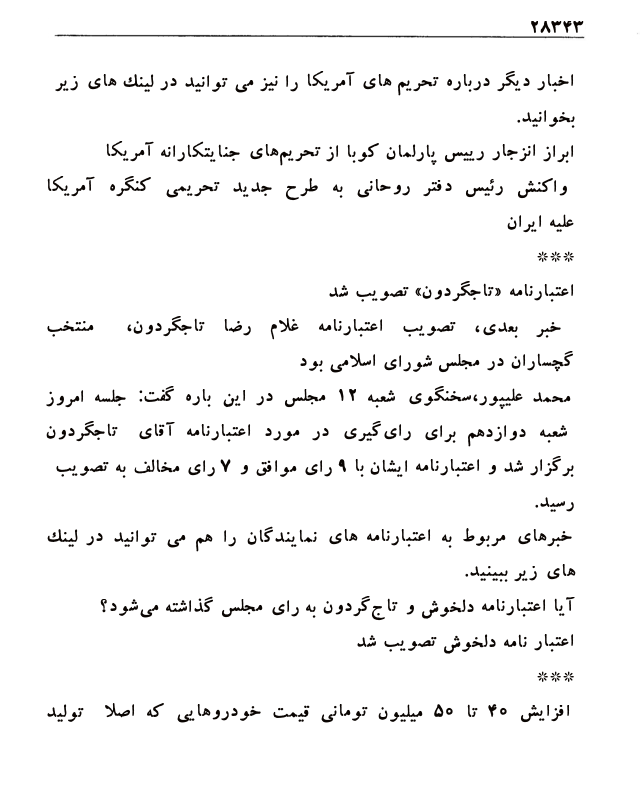 ۲۸۳۴۳
اخبار دیگر درباره تحریم های آمریکا را نیز می توانید در لینک های زیر
بخوانید.
ابراز انزجار رییس پارلمان کوبا از تحریم‌های جنایتکارانه آمریکا
واکنش رئیس دفتر روحانی به طرح جدید تحریمی کنگره آمریکا
علیه ایران
***
اعتبارنامه «تاجگردون» تصویب شد
خبر بعدی، تصویب اعتبارنامه غلام رضا تاجگردون، منتخب
گچساران در مجلس شورای اسلامی بود
محمد علیپور،سخنگوی شعبه ۱۲ مجلس در این باره گفت: جلسه امروز
شعبه دوازدهم برای رای‌گیری در مورد اعتبارنامه آقای تاجگردون
برگزار شد و اعتبارنامه ایشان با ۹ رای موافق و ۷ رای مخالف به تصویب
رسید.
خبرهای مربوط به اعتبارنامه های نمایندگان را هم می توانید در لینک
های زیر ببینید.
آیا اعتبارنامه دلخوش و تاج‌گردون به رای مجلس گذاشته می‌شود؟
اعتبار نامه دلخوش تصویب شد
***
افزایش ۴۰ تا ۵۰ میلیون تومانی قیمت خودروهایی که اصلا تولید